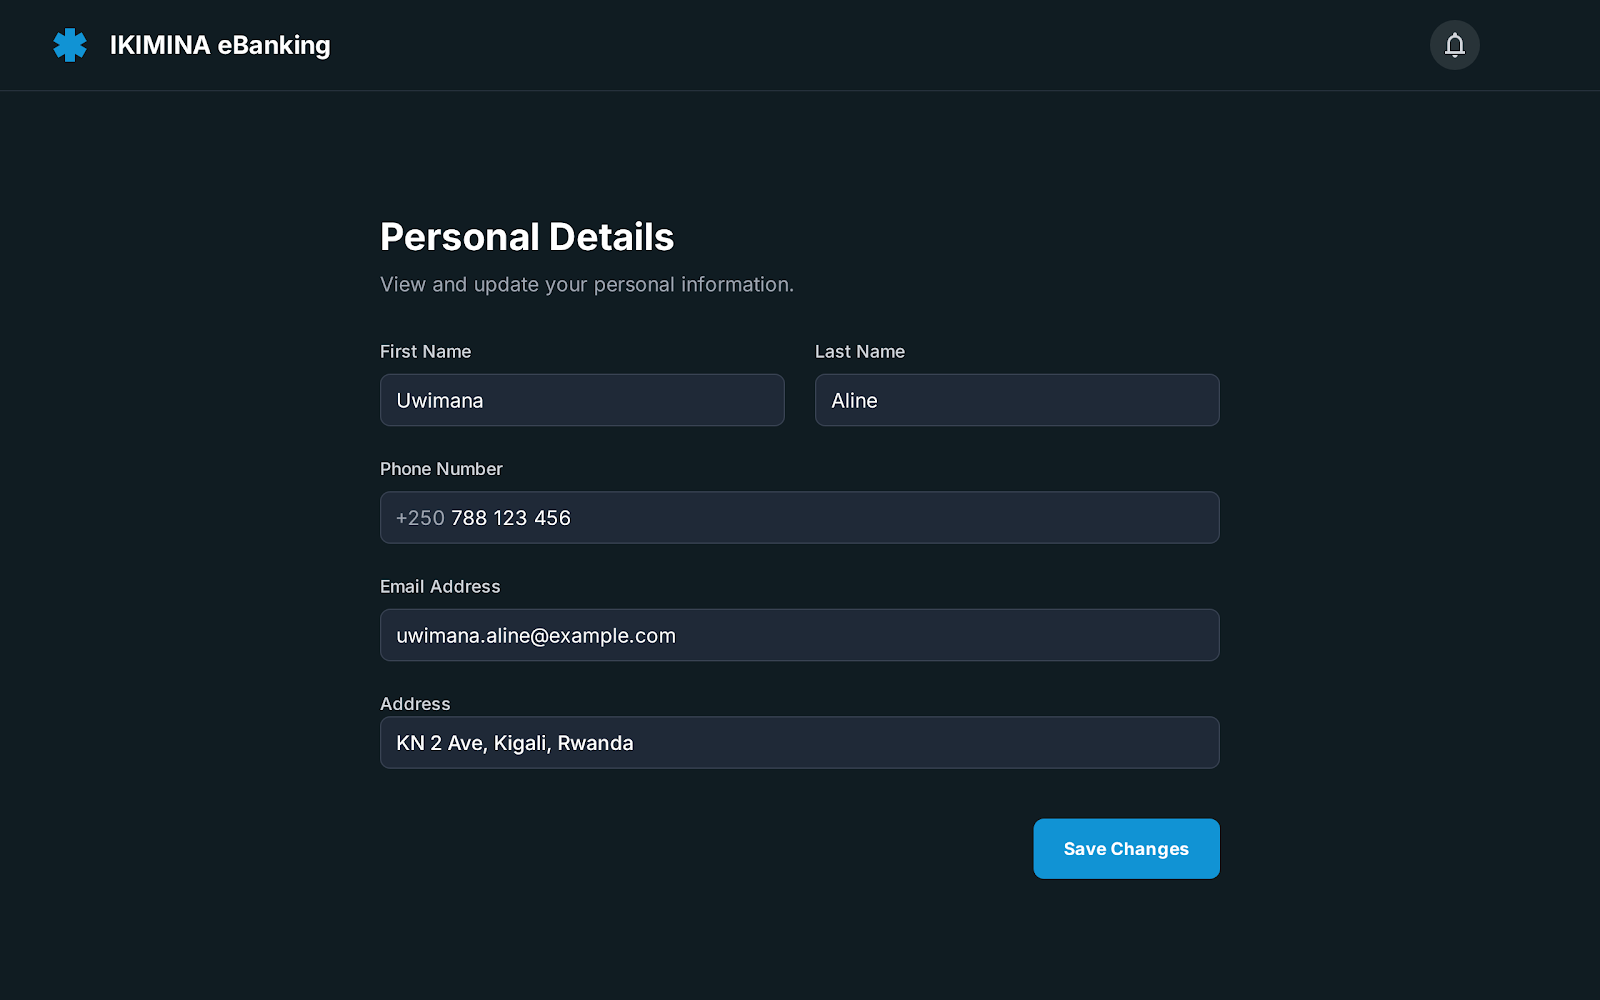 IKIMINA eBanking
Personal Details
View and update your personal information.
First Name
Last Name
Uwimana
Aline
Phone Number
+250 788 123 456
Email Address
uwimana.aline@example.com
Address
KN 2 Ave, Kigali, Rwanda
Save Changes